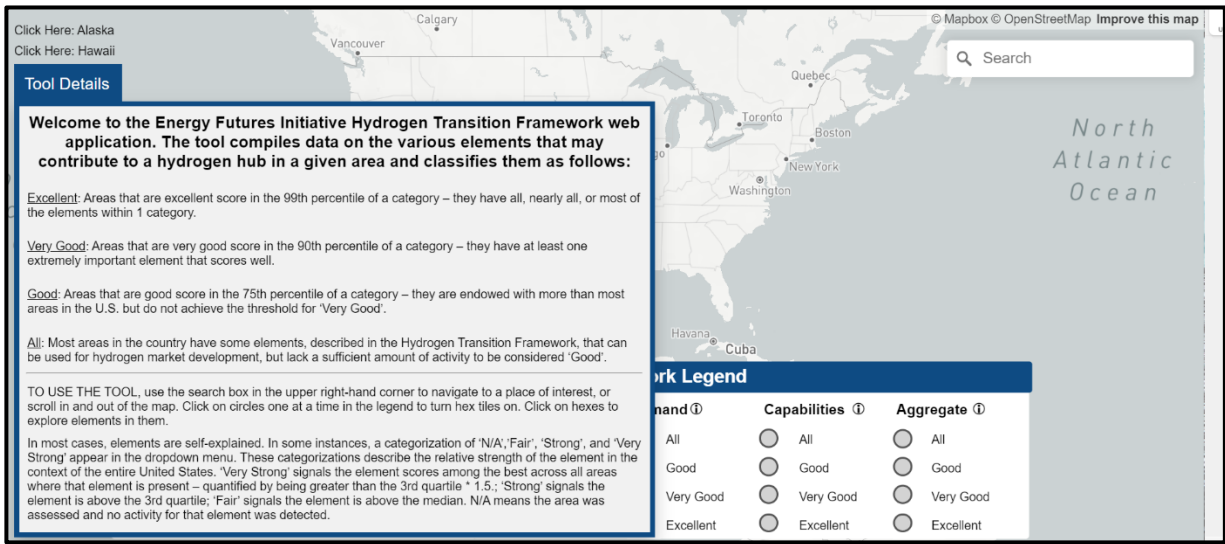 Click Here: Alaska
Click Here: Hawaii
Tool Details
Calgary
Vancouver
© Mapbox © OpenStreetMap Improve this map
Search
Quebec
Toronto
Boston
New York
Washington
North
Atlantic
Ocean
Havana
Cuba
Welcome to the Energy Futures Initiative Hydrogen Transition Framework web
application. The tool compiles data on the various elements that may
contribute to a hydrogen hub in a given area and classifies them as follows:
Excellent: Areas that are excellent score in the 99th percentile of a category – they have all, nearly all, or most of
the elements within 1 category.
Very Good: Areas that are very good score in the 90th percentile of a category – they have at least one
extremely important element that scores well.
Good: Areas that are good score in the 75th percentile of a category – they are endowed with more than most
areas in the U.S. but do not achieve the threshold for ‘Very Good’.
All: Most areas in the country have some elements, described in the Hydrogen Transition Framework, that can
be used for hydrogen market development, but lack a sufficient amount of activity to be considered ‘Good’.
TO USE THE TOOL, use the search box in the upper right-hand corner to navigate to a place of interest, or
scroll in and out of the map. Click on circles one at a time in the legend to turn hex tiles on. Click on hexes to
explore elements in them.
In most cases, elements are self-explained. In some instances, a categorization of ‘N/A’,‘Fair’, ‘Strong’, and ‘Very
Strong’ appear in the dropdown menu. These categorizations describe the relative strength of the element in the
context of the entire United States. ‘Very Strong’ signals the element scores among the best across all areas
where that element is present – quantified by being greater than the 3rd quartile * 1.5.; ‘Strong’ signals the
element is above the 3rd quartile; ‘Fair’ signals the element is above the median. N/A means the area was
assessed and no activity for that element was detected.
rk Legend
mand Capabilities Aggregate
All All All
Good Good Good
Very Good Very Good Very Good
Excellent Excellent Excellent